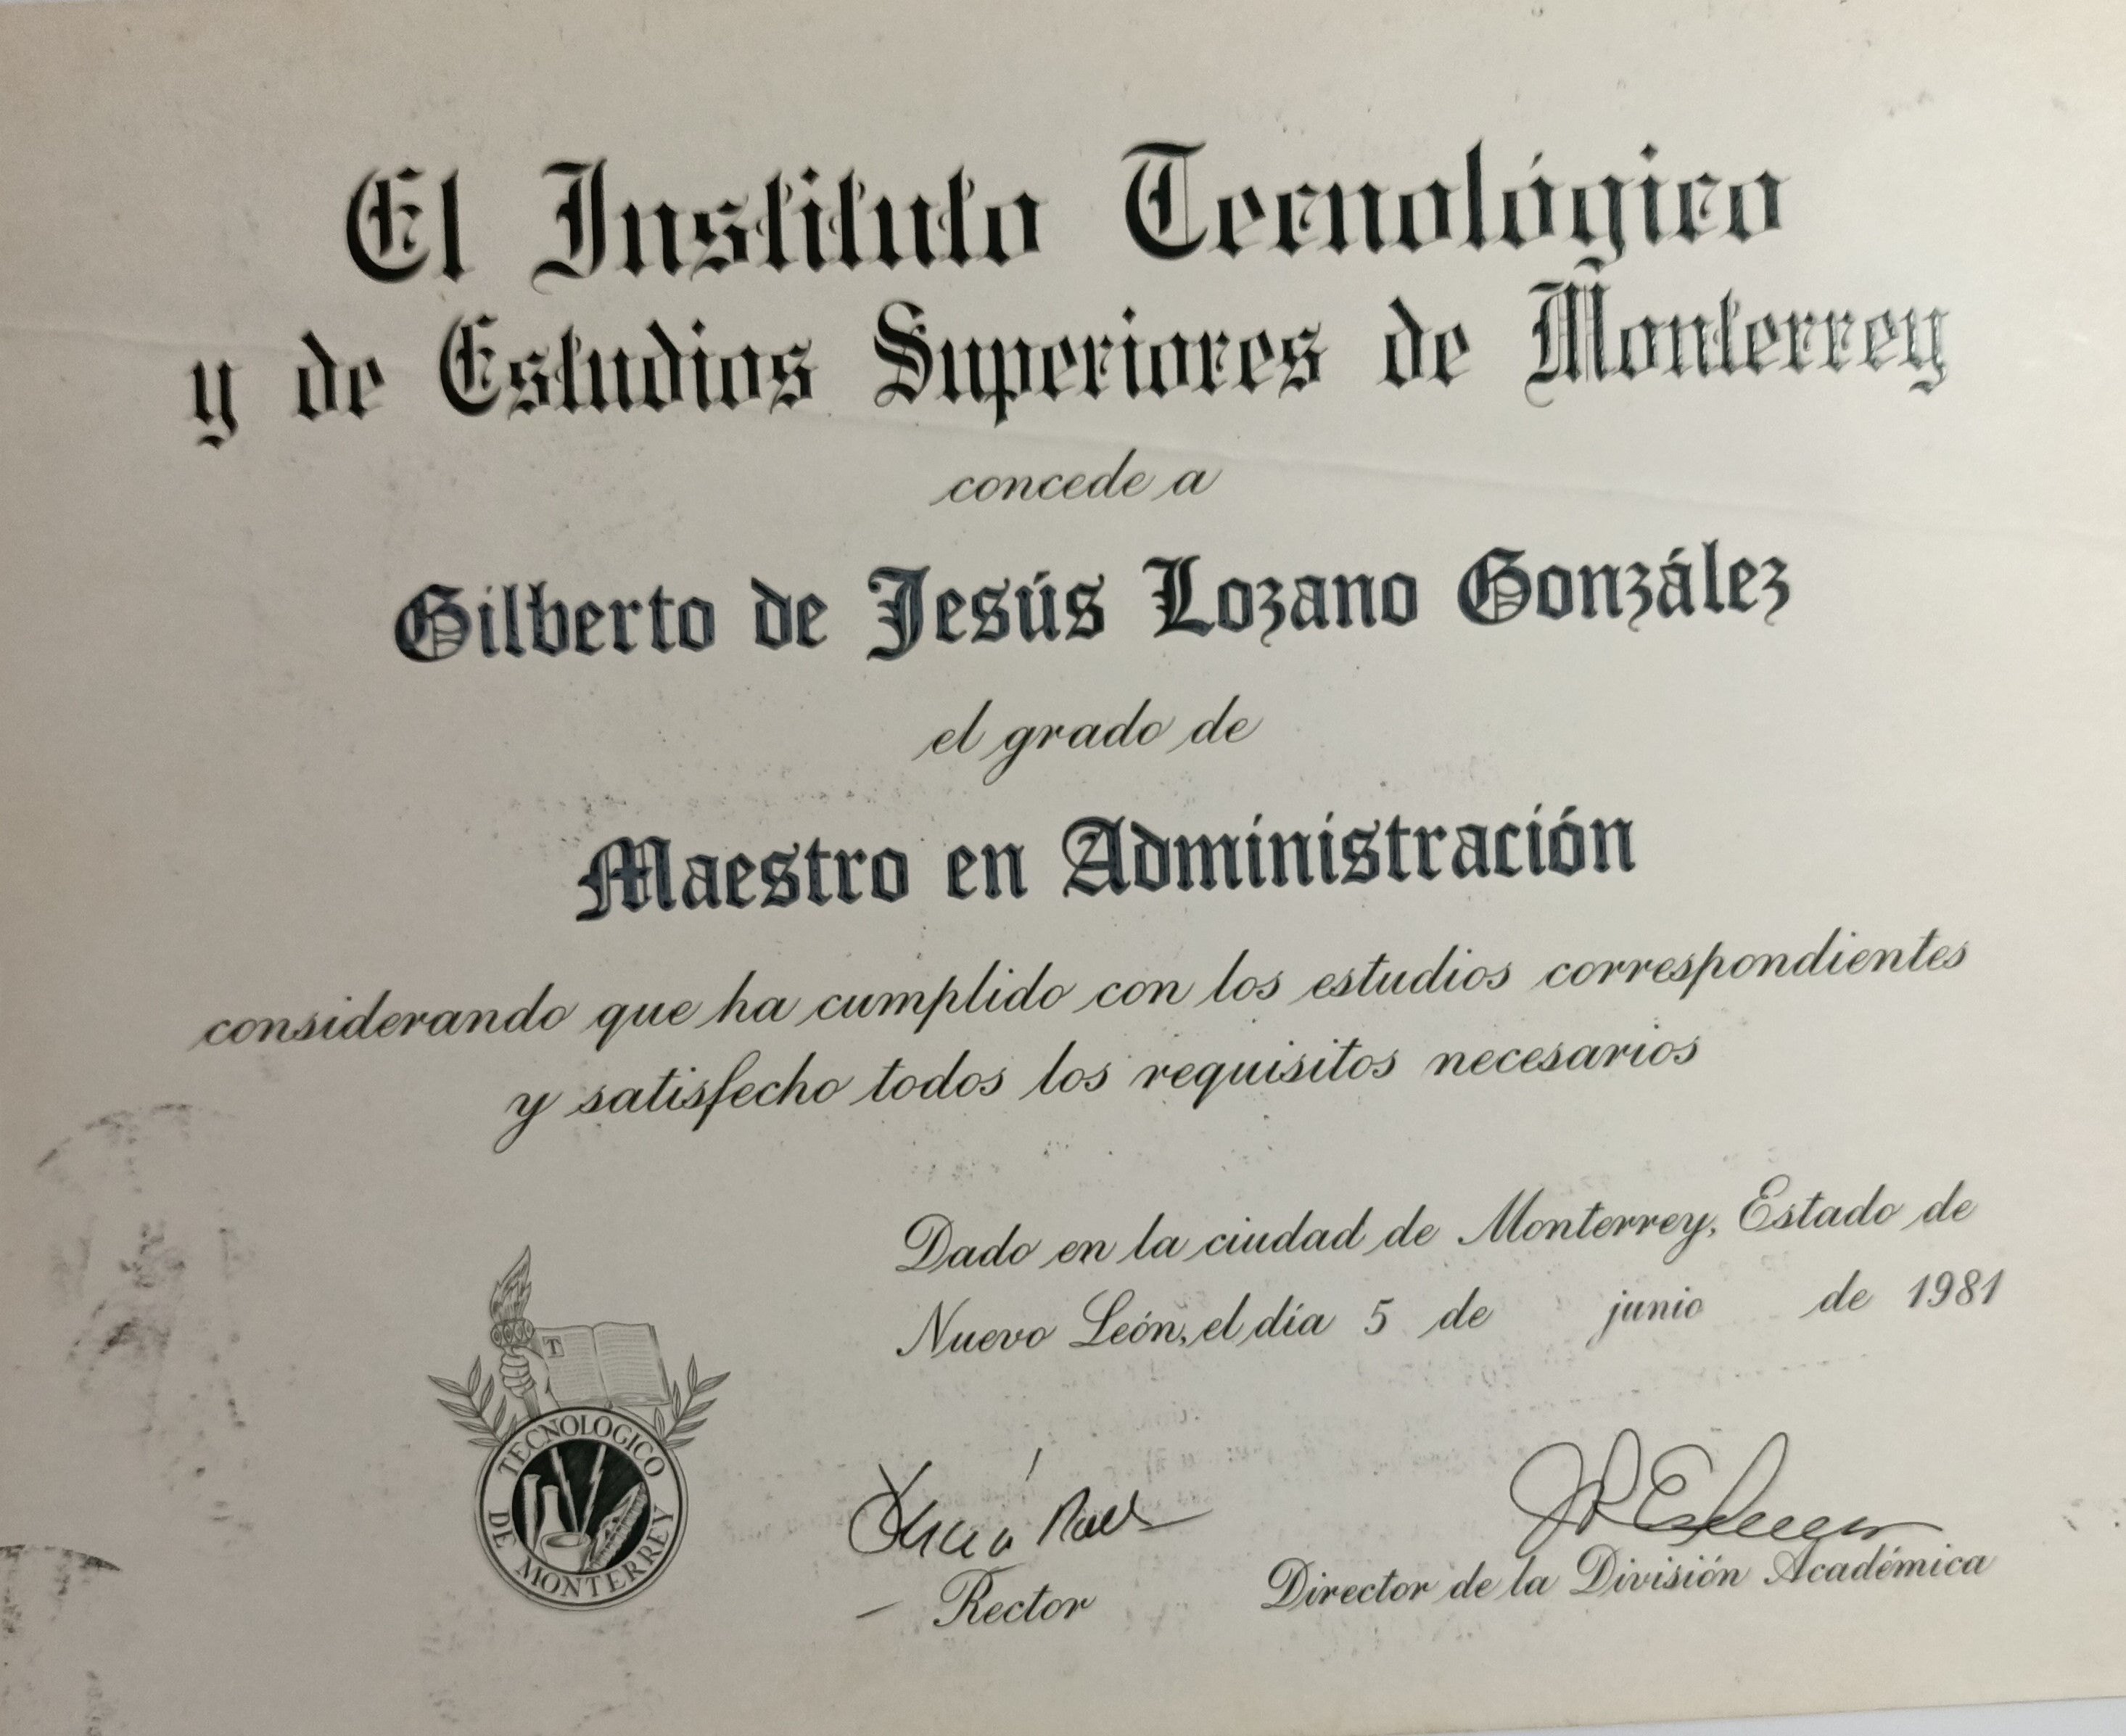 El Instituto Tecnológico
y de Estudios Superiores de Monterrey
concede a
Gilberto de Jesús Lozano González
el grado de
Maestro en Administración
considerando que ha cumplido con los estudios correspondientes
y satisfecho todos los requisitos necesarios
Dado en la ciudad de Monterrey, Estado de
Nuevo León, el día 5 de junio de 1981
T
TECNOLOGICO
DE MONTERREY
Rector
Director de la División Académica